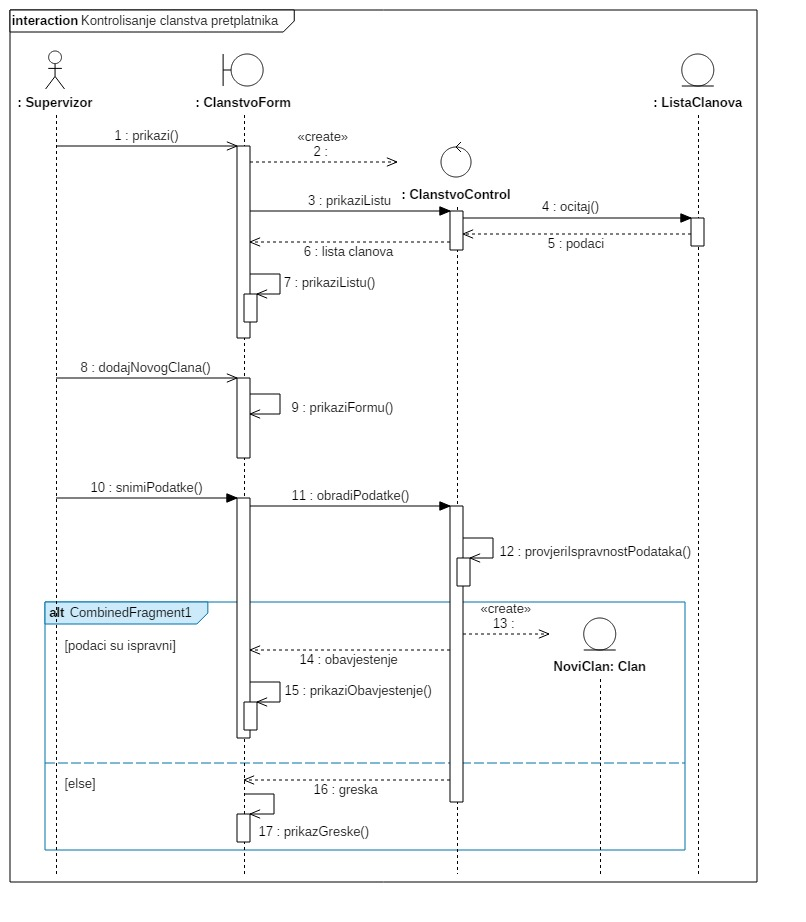 interaction Kontrolisanje clanstva pretplatnika
: Supervizor
: ClanstvoForm
: ListaClanova
1 : prikazi()
«create»
2 :
: ClanstvoControl
3 : prikaziListu
4 : ocitaj()
5 : podaci
6 : lista clanova
7 : prikaziListu()
8 : dodajNovogClana()
9 : prikaziFormu()
10 : snimiPodatke()
11 : obradiPodatke()
12 : provjeriIspravnostPodataka()
alt CombinedFragment1
«create»
13 :
[podaci su ispravni]
14 : obavjestenje
NoviClan: Clan
15 : prikaziObavjestenje()
[else]
16 : greska
17 : prikazGreske()